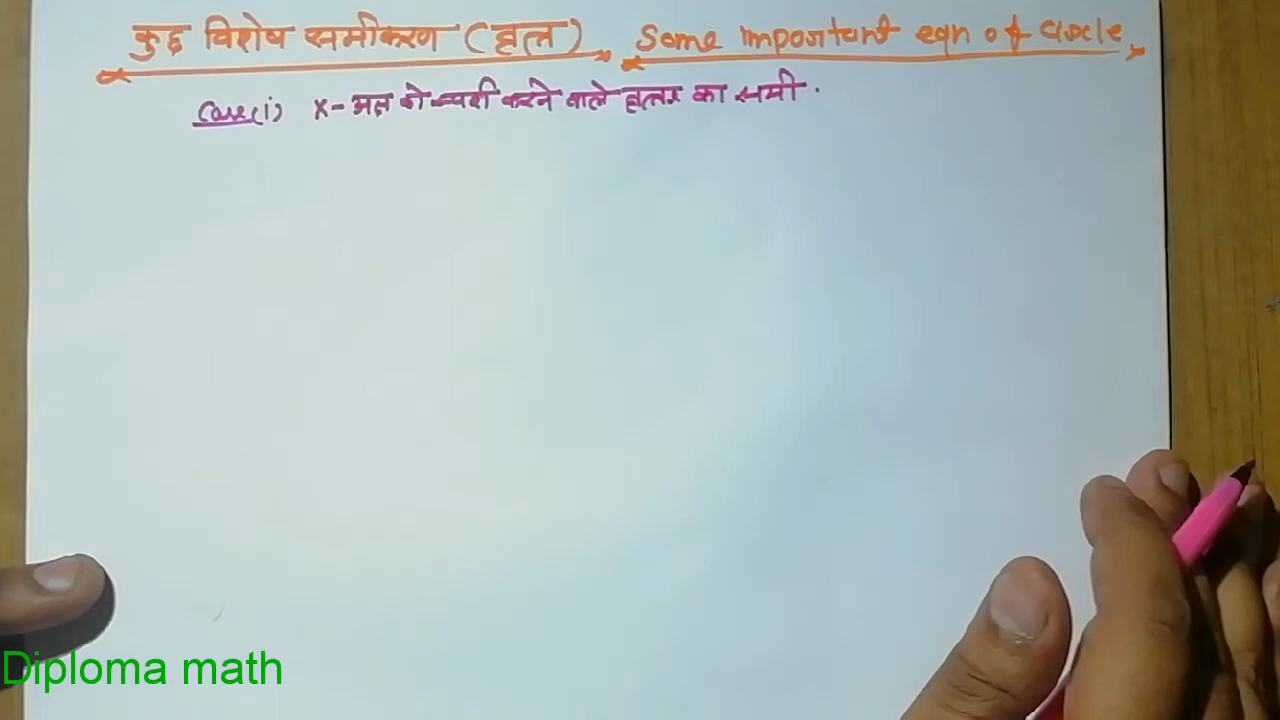 कुछ विशेष समीकरण (वृत्त) Some important eqn of circle
Case(i) x-अक्ष को स्पर्श करने वाले वृत्त का समी.
Diploma math